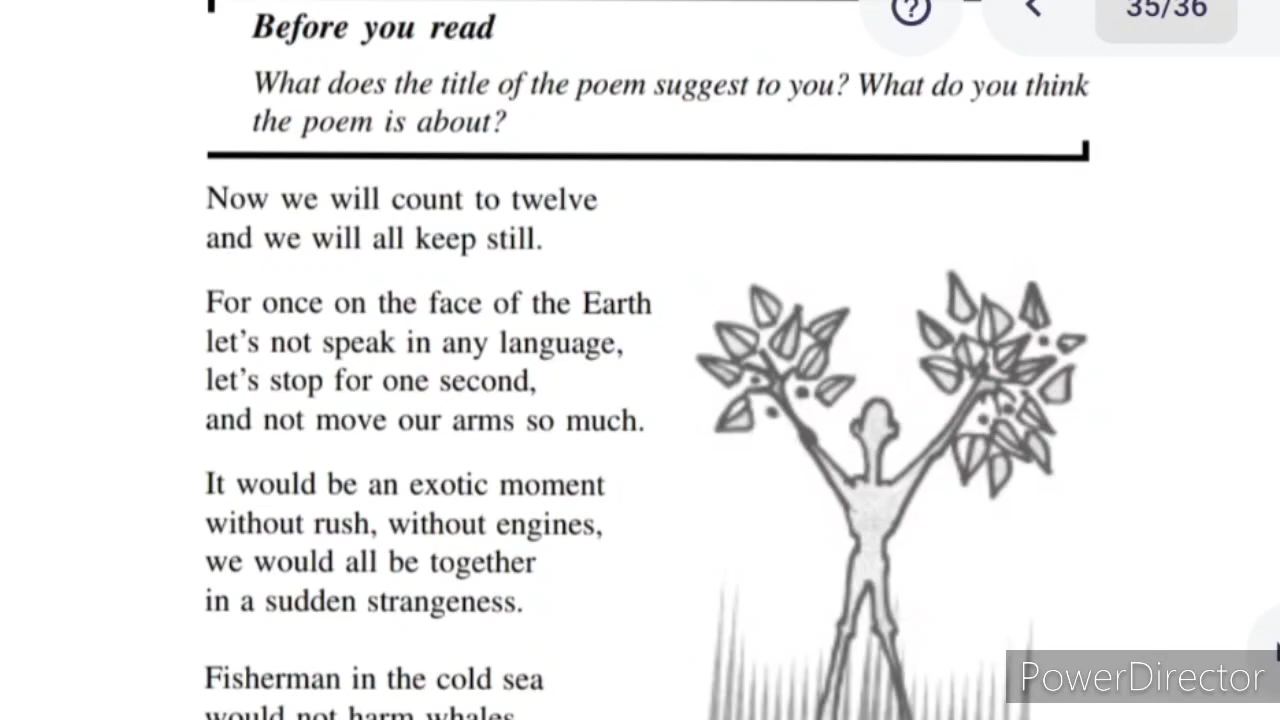 35/36
Before you read
What does the title of the poem suggest to you? What do you think
the poem is about?
Now we will count to twelve
and we will all keep still.
For once on the face of the Earth
let's not speak in any language,
let's stop for one second,
and not move our arms so much.
It would be an exotic moment
without rush, without engines,
we would all be together
in a sudden strangeness.
Fisherman in the cold sea
would not harm whales
PowerDirector